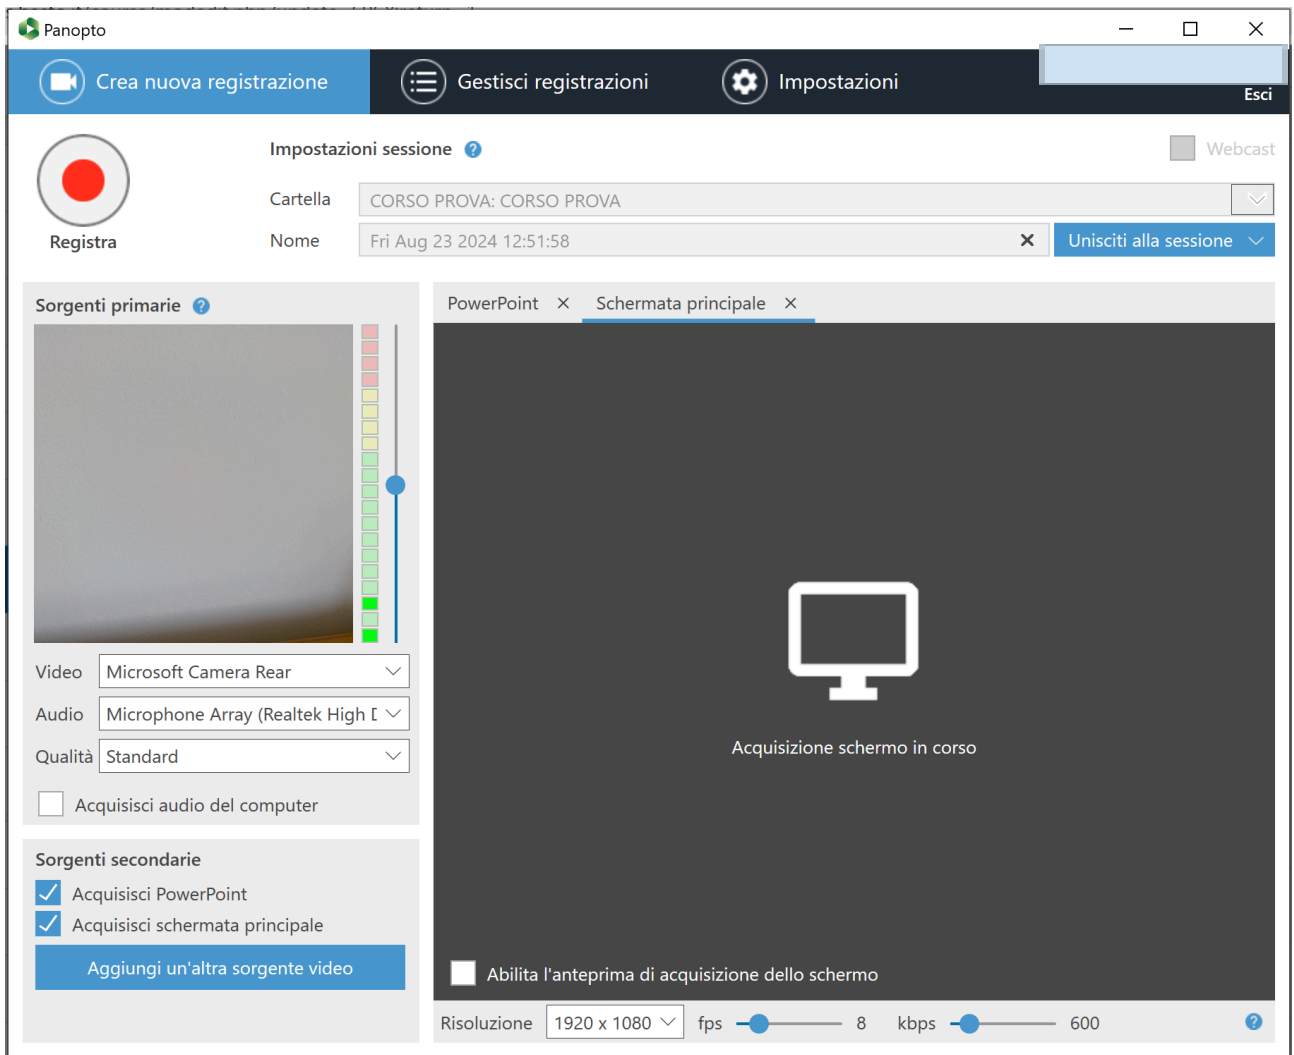 Panopto
Crea nuova registrazione
Gestisci registrazioni
Impostazioni
Esci
Registra
Impostazioni sessione ?
Webcast
Cartella
CORSO PROVA: CORSO PROVA
Nome
Fri Aug 23 2024 12:51:58
Unisciti alla sessione
Sorgenti primarie ?
PowerPoint
Schermata principale
Video
Microsoft Camera Rear
Audio
Microphone Array (Realtek High D
Qualità
Standard
Acquisisci audio del computer
Acquisizione schermo in corso
Sorgenti secondarie
Acquisisci PowerPoint
Acquisisci schermata principale
Aggiungi un'altra sorgente video
Abilita l'anteprima di acquisizione dello schermo
Risoluzione
1920 x 1080
fps
8
kbps
600
?